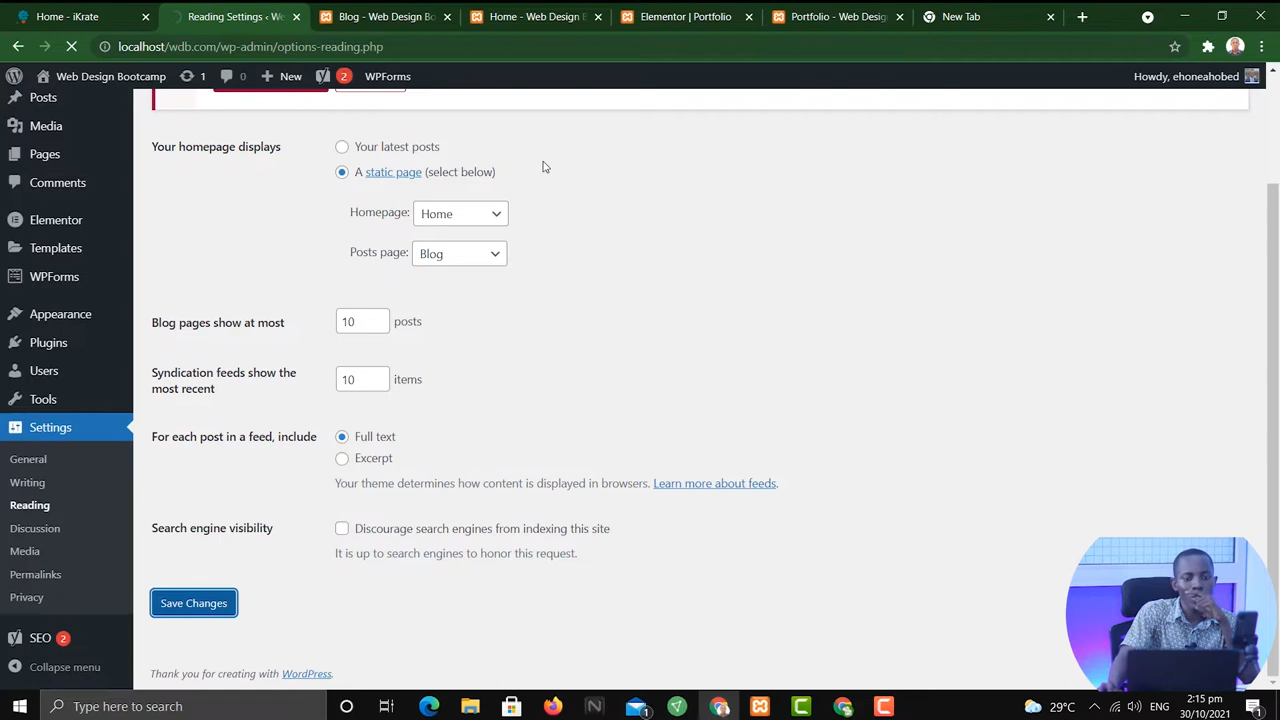 Home - iKrate
Reading Settings ‹ We
Blog - Web Design Bo
Home - Web Design B
Elementor | Portfolio
Portfolio - Web Desig
New Tab
localhost/wdb.com/wp-admin/options-reading.php
Web Design Bootcamp
1
0
New
2
WPForms
Howdy, ehoneahobed
Posts
Media
Pages
Comments
Elementor
Templates
WPForms
Appearance
Plugins
Users
Tools
Settings
General
Writing
Reading
Discussion
Media
Permalinks
Privacy
SEO 2
Collapse menu
Your homepage displays
Your latest posts
A static page (select below)
Homepage: Home
Posts page: Blog
Blog pages show at most
10 posts
Syndication feeds show the
most recent
10 items
For each post in a feed, include
Full text
Excerpt
Your theme determines how content is displayed in browsers. Learn more about feeds.
Search engine visibility
Discourage search engines from indexing this site
It is up to search engines to honor this request.
Save Changes
Thank you for creating with WordPress.
Type here to search
1
29°C
ENG
2:15 pm
30/10/2021
1